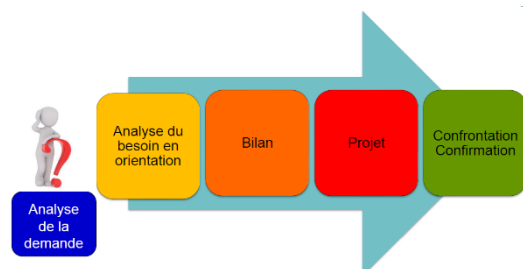 Analyse du
besoin en
orientation
Bilan
Projet
Confrontation
Confirmation
Analyse
de la
demande